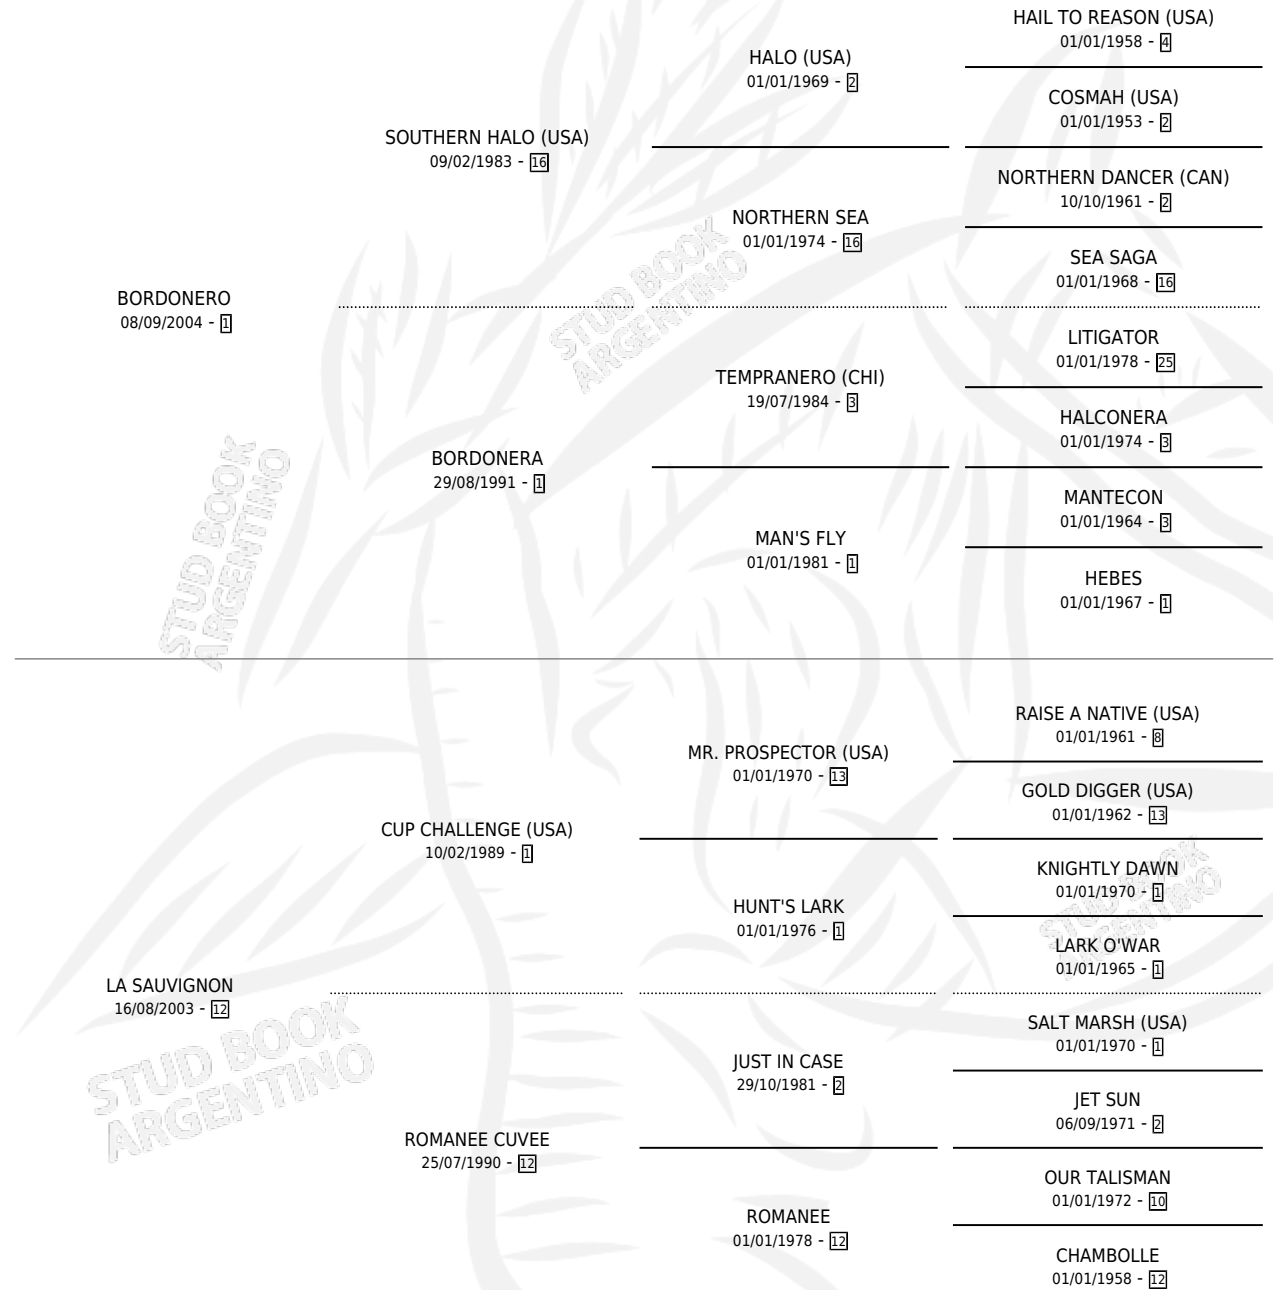 HAIL TO REASON (USA)
01/01/1958 - 4
HALO (USA)
01/01/1969 - 2
COSMAH (USA)
01/01/1953 - 2
SOUTHERN HALO (USA)
09/02/1983 - 16
NORTHERN DANCER (CAN)
10/10/1961 - 2
NORTHERN SEA
01/01/1974 - 16
SEA SAGA
01/01/1968 - 16
BORDONERO
08/09/2004 - 1
LITIGATOR
01/01/1978 - 25
TEMPRANERO (CHI)
19/07/1984 - 3
HALCONERA
01/01/1974 - 3
BORDONERA
29/08/1991 - 1
MANTECON
01/01/1964 - 3
MAN'S FLY
01/01/1981 - 1
HEBES
01/01/1967 - 1
STUD BOOK
ARGENTINO
STUD BOOK
ARGENTINO
RAISE A NATIVE (USA)
01/01/1961 - 8
MR. PROSPECTOR (USA)
01/01/1970 - 13
GOLD DIGGER (USA)
01/01/1962 - 13
CUP CHALLENGE (USA)
10/02/1989 - 1
KNIGHTLY DAWN
01/01/1970 - 1
HUNT'S LARK
01/01/1976 - 1
LARK O'WAR
01/01/1965 - 1
STUD BOOK
ARGENTINO
LA SAUVIGNON
16/08/2003 - 12
SALT MARSH (USA)
01/01/1970 - 1
JUST IN CASE
29/10/1981 - 2
JET SUN
06/09/1971 - 2
STUD BOOK
ARGENTINO
ROMANEE CUVEE
25/07/1990 - 12
OUR TALISMAN
01/01/1972 - 10
ROMANEE
01/01/1978 - 12
CHAMBOLLE
01/01/1958 - 12